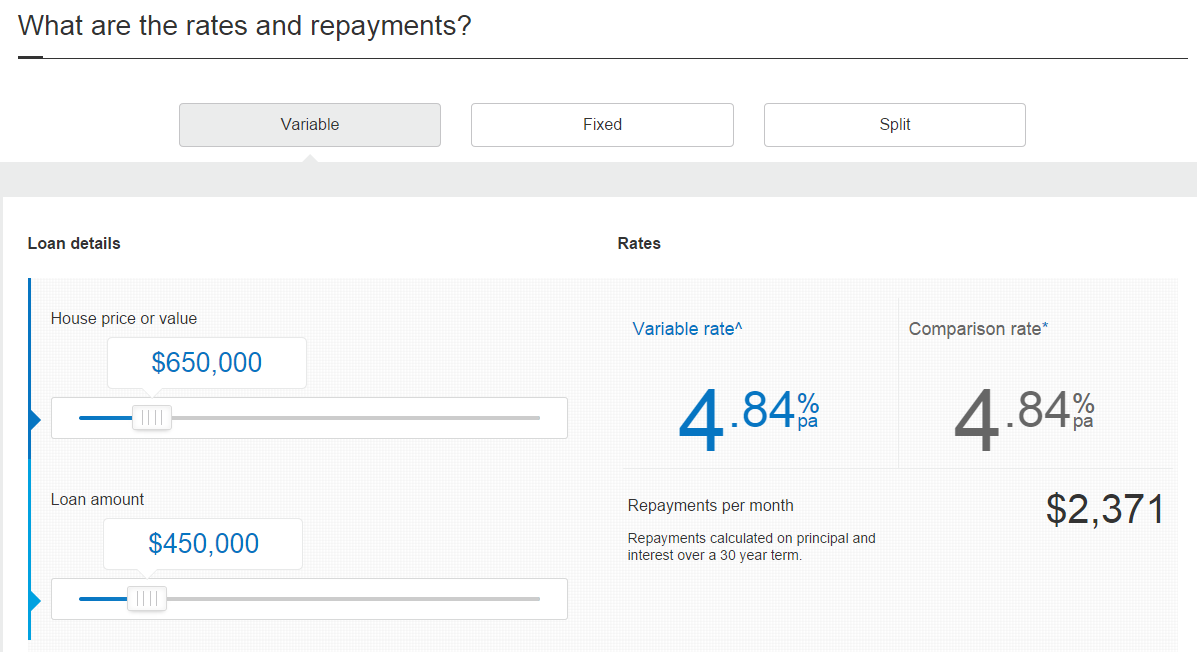 What are the rates and repayments?
Variable
Fixed
Split
Loan details
House price or value
$650,000
Loan amount
$450,000
Rates
Variable rate^
4.84% pa
Comparison rate*
4.84% pa
Repayments per month
$2,371
Repayments calculated on principal and
interest over a 30 year term.